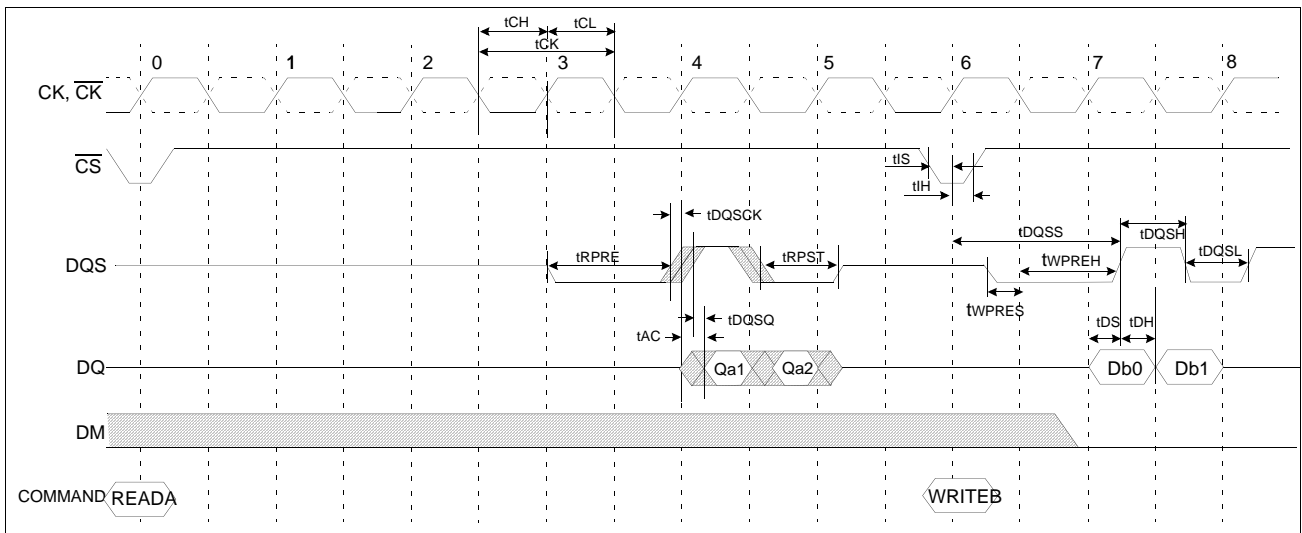 tCH tCL
tCK
0 1 2 3 4 5 6 7 8
CK, CK
CS
tIS
tIH
tDQSCK
tDQSS
tDQSH
DQS
tRPRE
tRPST
tWPREH
tDQSL
tWPRES
tDQSQ
tAC
tDS tDH
DQ
Qa1 Qa2
Db0 Db1
DM
COMMAND
READA
WRITEB